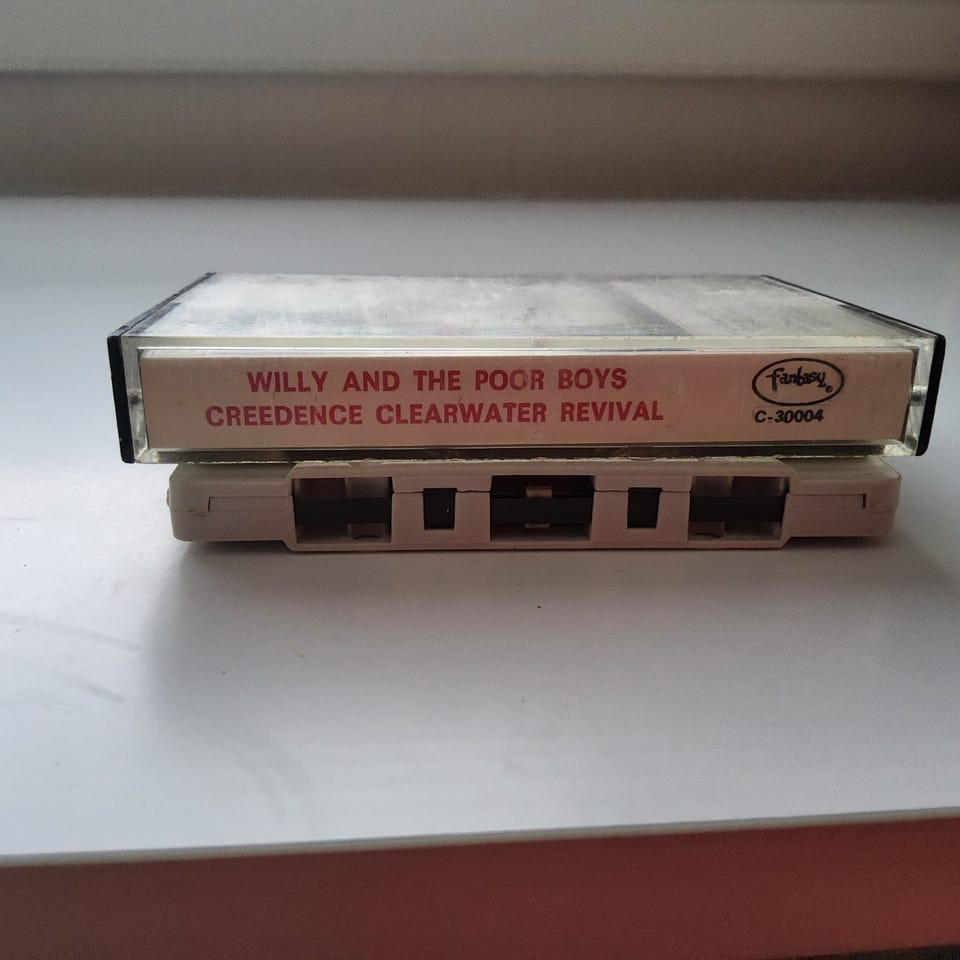 WILLY AND THE POOR BOYS
CREEDENCE CLEARWATER REVIVAL
Fantasy
C-30004